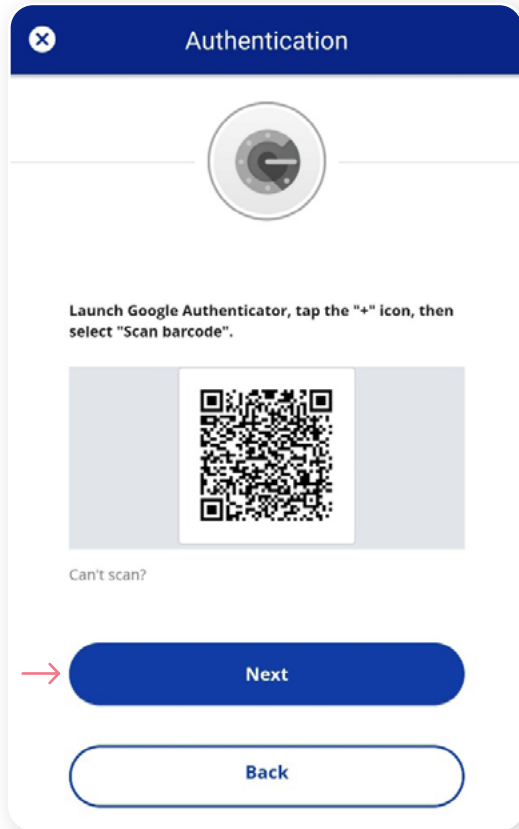 Authentication
Launch Google Authenticator, tap the "+" icon, then
select "Scan barcode".
Can't scan?
Next
Back